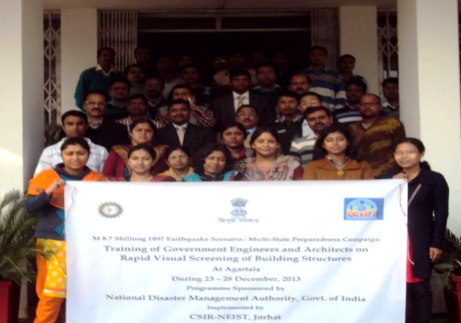 M 8.7 Shillong 1897 Earthquake Scenario : Multi-State Preparedness Campaign
Training of Government Engineers and Architects on
Rapid Visual Screening of Building Structures
At Agartala
During 23 - 28 December, 2013
Programme Sponsored by
National Disaster Management Authority, Govt. of India
Implemented by
CSIR-NEIST, Jorhat